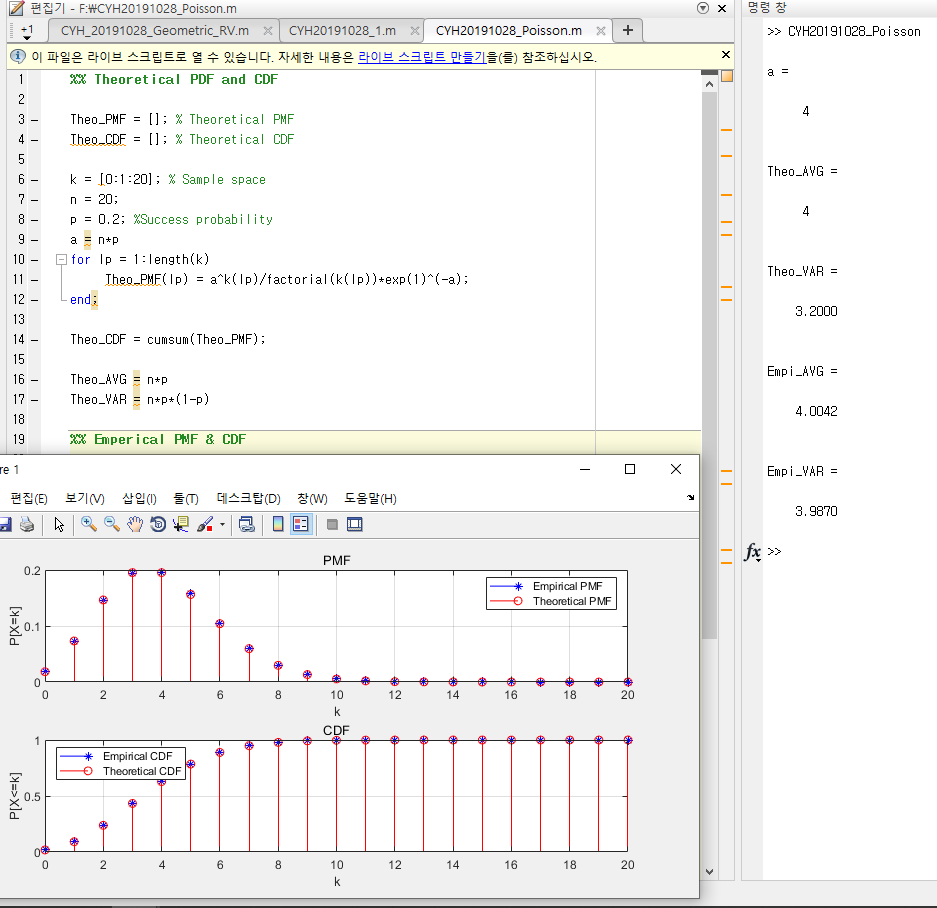 편집기 - F:\CYH20191028_Poisson.m
명령 창
+1
CYH_20191028_Geometric_RV.m
CYH20191028_1.m
CYH20191028_Poisson.m
이 파일은 라이브 스크립트로 열 수 있습니다. 자세한 내용은 라이브 스크립트 만들기을(를) 참조하십시오.
1 %% Theoretical PDF and CDF
2
3 – Theo_PMF = []; % Theoretical PMF
4 – Theo_CDF = []; % Theoretical CDF
5
6 – k = [0:1:20]; % Sample space
7 – n = 20;
8 – p = 0.2; %Success probability
9 – a = n*p
10 – for lp = 1:length(k)
11 – Theo_PMF(lp) = a^k(lp)/factorial(k(lp))*exp(1)^(-a);
12 – end;
13
14 – Theo_CDF = cumsum(Theo_PMF);
15
16 – Theo_AVG = n*p
17 – Theo_VAR = n*p*(1-p)
18
19 %% Emperical PMF & CDF
>> CYH20191028_Poisson
a =
4
Theo_AVG =
4
Theo_VAR =
3.2000
Empi_AVG =
4.0042
Empi_VAR =
3.9870
fx >>
re 1
편집(E) 보기(V) 삽입(I) 툴(T) 데스크탑(D) 창(W) 도움말(H)
PMF
0.2
0.1
0
P[X=k]
Empirical PMF
Theoretical PMF
0 2 4 6 8 10 12 14 16 18 20
k
CDF
1
0.5
0
P[X<=k]
Empirical CDF
Theoretical CDF
0 2 4 6 8 10 12 14 16 18 20
k